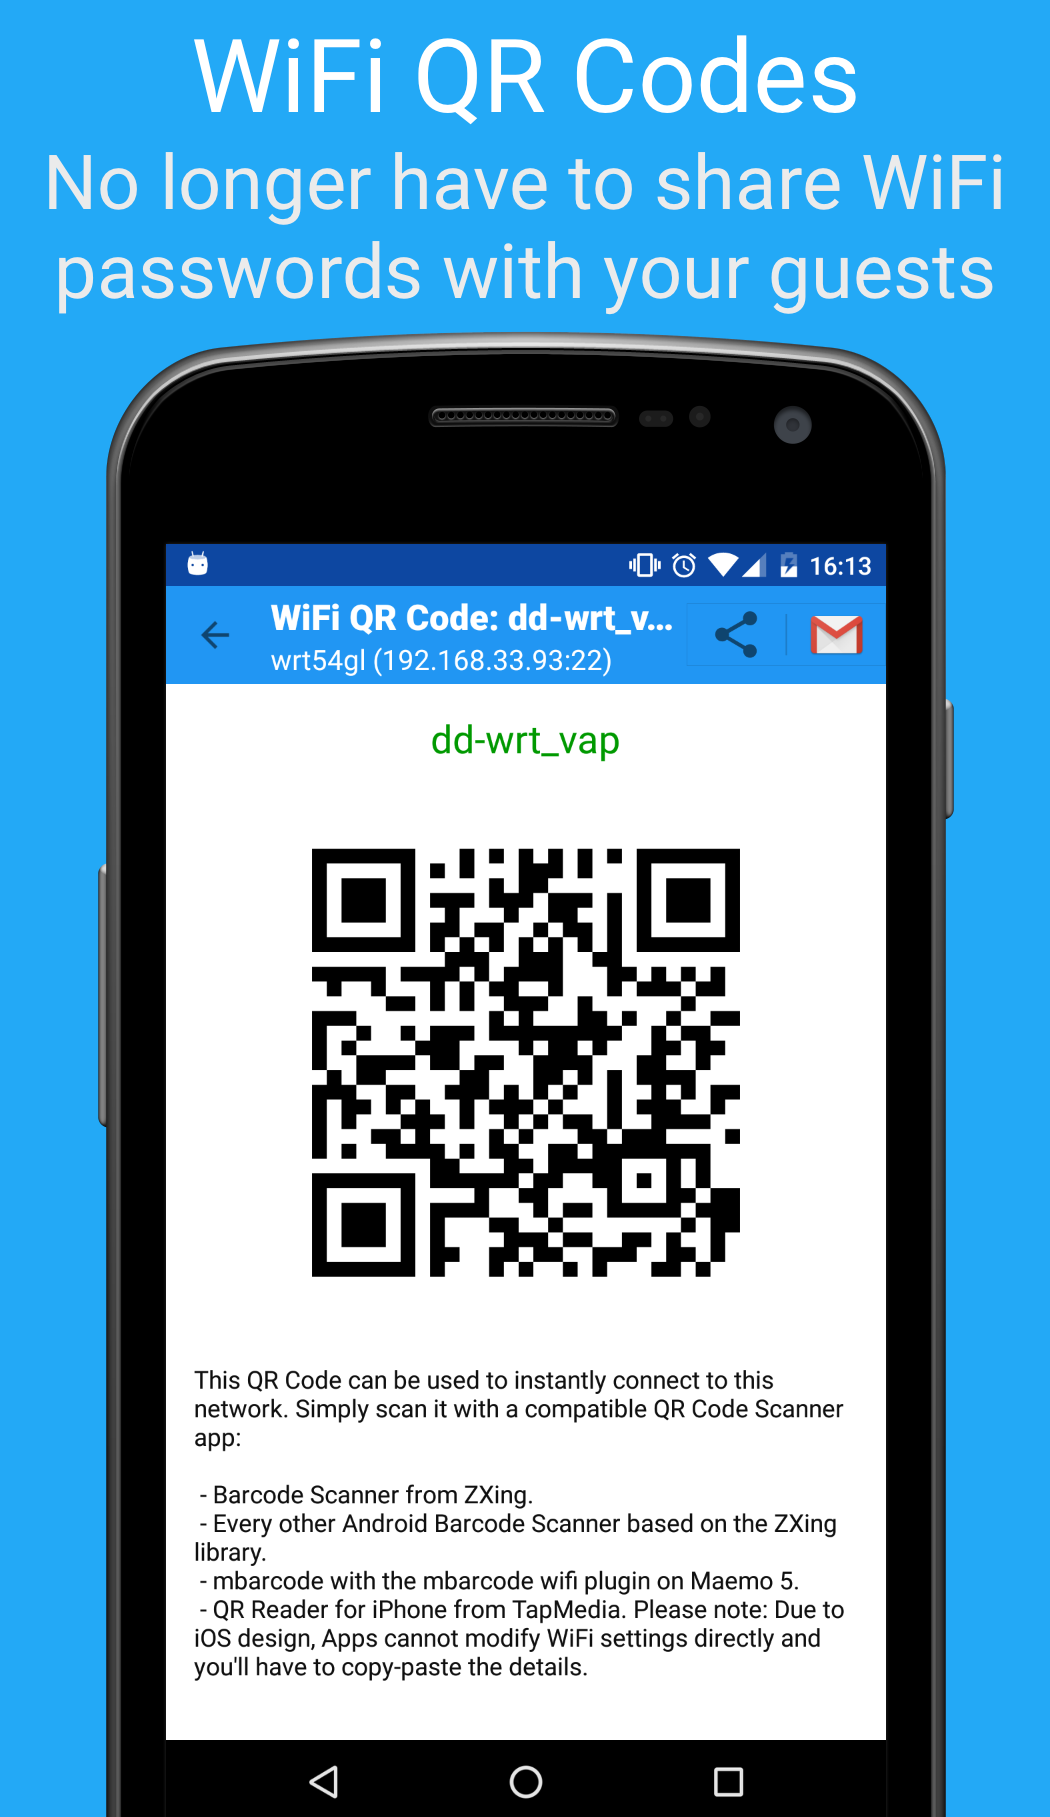 WiFi QR Codes
No longer have to share WiFi
passwords with your guests
16:13
WiFi QR Code: dd-wrt_v...
wrt54gl (192.168.33.93:22)
dd-wrt_vap
This QR Code can be used to instantly connect to this
network. Simply scan it with a compatible QR Code Scanner
app:
- Barcode Scanner from ZXing.
- Every other Android Barcode Scanner based on the ZXing
library.
- mbarcode with the mbarcode wifi plugin on Maemo 5.
- QR Reader for iPhone from TapMedia. Please note: Due to
iOS design, Apps cannot modify WiFi settings directly and
you'll have to copy-paste the details.